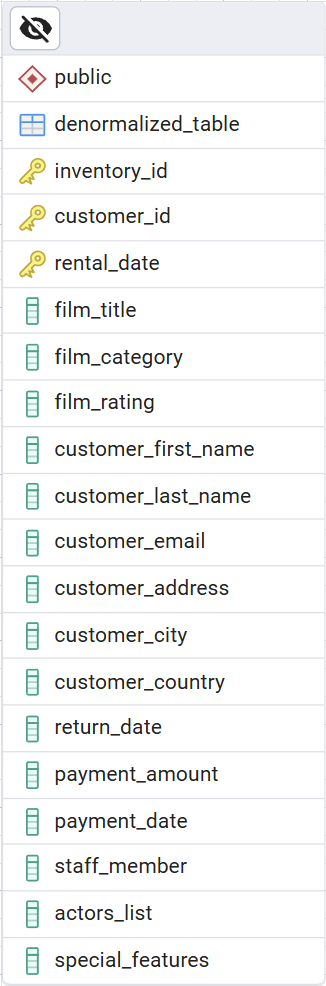 public
denormalized_table
inventory_id
customer_id
rental_date
film_title
film_category
film_rating
customer_first_name
customer_last_name
customer_email
customer_address
customer_city
customer_country
return_date
payment_amount
payment_date
staff_member
actors_list
special_features